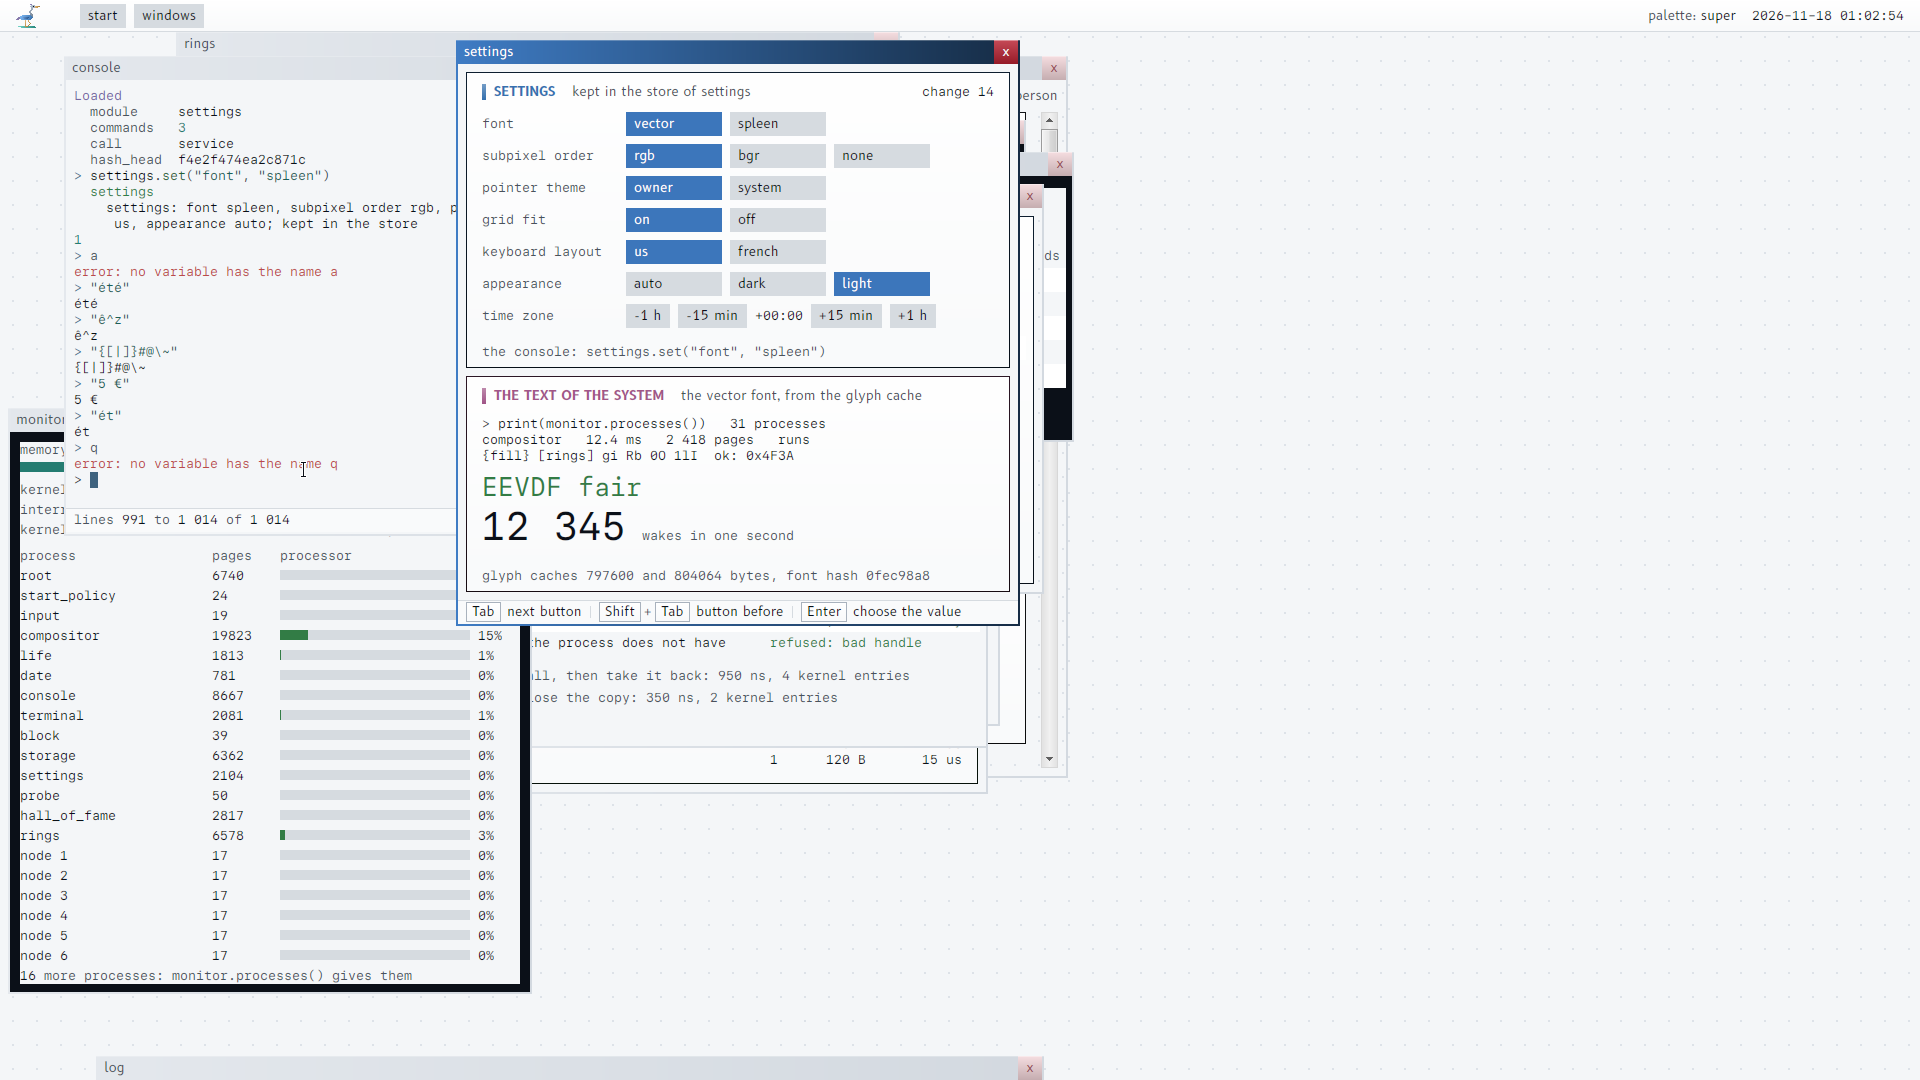 start windows palette: super 2026-11-18 01:02:54
rings
console
Loaded
module settings
commands 3
call service
hash_head f4e2f474ea2c871c
> settings.set("font", "spleen")
settings
settings: font spleen, subpixel order rgb, p
us, appearance auto; kept in the store
1
> a
error: no variable has the name a
> "été"
été
> "ê^z"
ê^z
> "{[|]}#@\~"
{[|]}#@\~
> "5 €"
5 €
> "ét"
ét
> q
error: no variable has the name q
>
lines 991 to 1 014 of 1 014
settings x
SETTINGS kept in the store of settings change 14
font vector spleen
subpixel order rgb bgr none
pointer theme owner system
grid fit on off
keyboard layout us french
appearance auto dark light
time zone -1 h -15 min +00:00 +15 min +1 h
the console: settings.set("font", "spleen")
THE TEXT OF THE SYSTEM the vector font, from the glyph cache
> print(monitor.processes()) 31 processes
compositor 12.4 ms 2 418 pages runs
{fill} [rings] gi Rb 0O 1lI ok: 0x4F3A
EEVDF fair
12 345 wakes in one second
glyph caches 797600 and 804064 bytes, font hash 0fec98a8
Tab next button Shift + Tab button before Enter choose the value
x
person
x
x
ds
the process does not have refused: bad handle
all, then take it back: 950 ns, 4 kernel entries
lose the copy: 350 ns, 2 kernel entries
1 120 B 15 us
monitor
memory
kernel
inter
kernel
process pages processor
root 6740
start_policy 24
input 19
compositor 19823 15%
life 1813 1%
date 781 0%
console 8667 0%
terminal 2081 1%
block 39 0%
storage 6362 0%
settings 2104 0%
probe 50 0%
hall_of_fame 2817 0%
rings 6578 3%
node 1 17 0%
node 2 17 0%
node 3 17 0%
node 4 17 0%
node 5 17 0%
node 6 17 0%
16 more processes: monitor.processes() gives them
log x